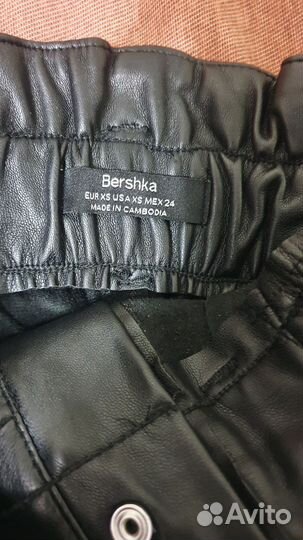 Bershka
EUR XS USA XS MEX 24
MADE IN CAMBODIA
Avito